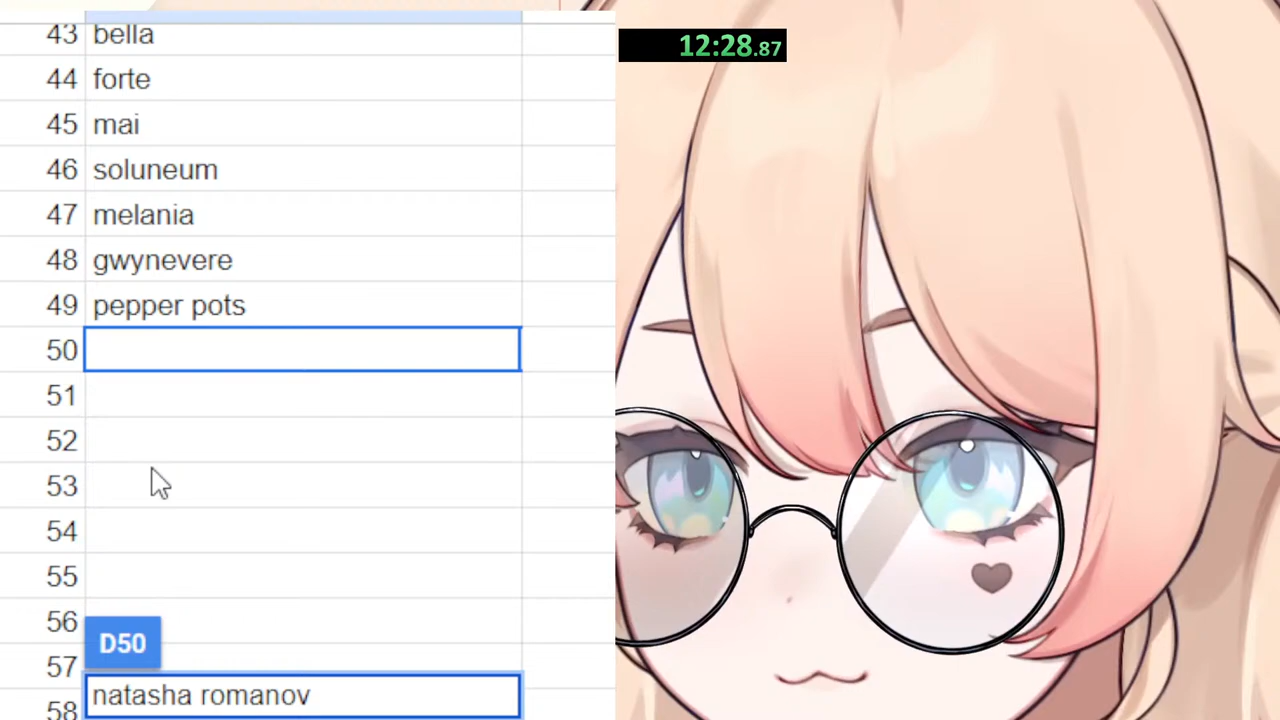 12:28.87
43 bella
44 forte
45 mai
46 soluneum
47 melania
48 gwynevere
49 pepper pots
50
51
52
53
54
55
56
D50
57
natasha romanov
58